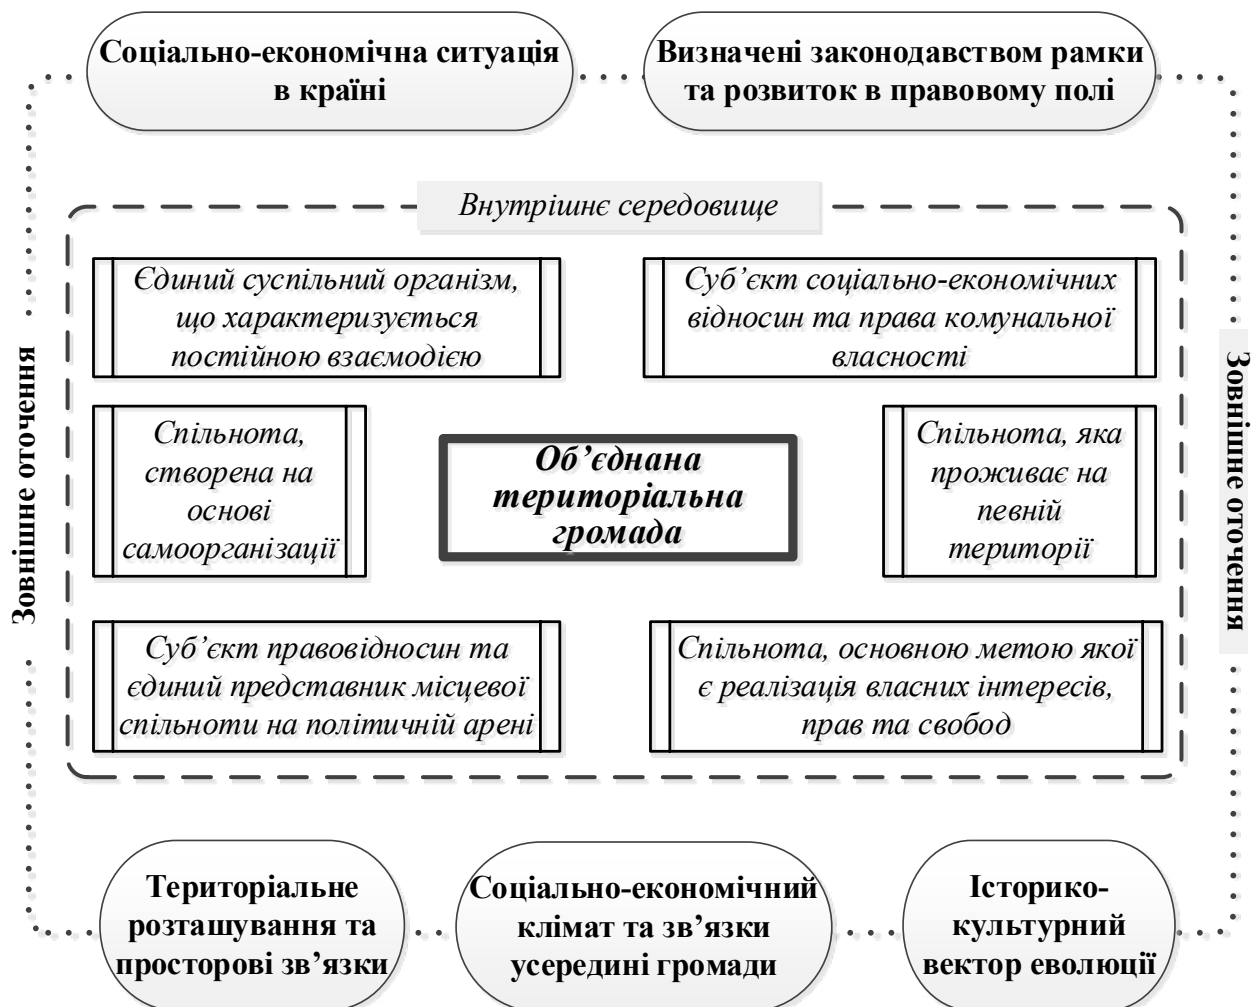 Соціально-економічна ситуація
в країні
Визначені законодавством рамки
та розвиток в правовому полі
Внутрішнє середовище
Зовнішнє оточення
Єдиний суспільний організм,
що характеризується
постійною взаємодією
Суб’єкт соціально-економічних
відносин та права комунальної
власності
Спільнота,
створена на
основі
самоорганізації
Об’єднана
територіальна
громада
Спільнота, яка
проживає на
певній
території
Зовнішнє оточення
Суб’єкт правовідносин та
єдиний представник місцевої
спільноти на політичній арені
Спільнота, основною метою якої
є реалізація власних інтересів,
прав та свобод
Територіальне
розташування та
просторові зв’язки
Соціально-економічний
клімат та зв’язки
усередині громади
Історико-
культурний
вектор еволюції